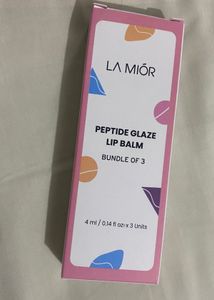 LA MIÓR
PEPTIDE GLAZE
LIP BALM
BUNDLE OF 3
4 ml / 0.14 fl oz x 3 Units